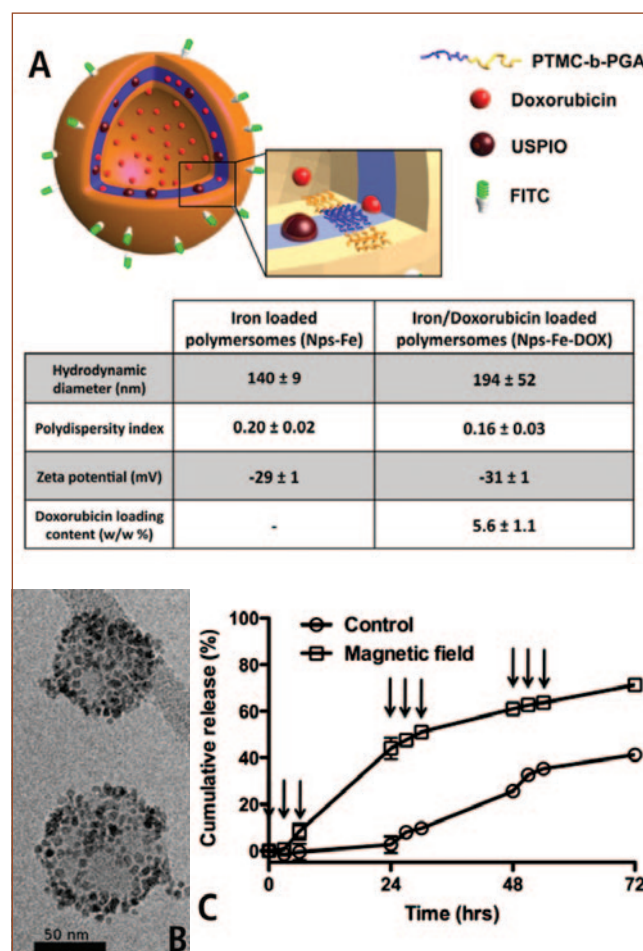 A
PTMC-b-PGA
Doxorubicin
USPIO
FITC
Iron loaded
polymersomes (Nps-Fe)
Iron/Doxorubicin loaded
polymersomes (Nps-Fe-DOX)
Hydrodynamic
diameter (nm)
140 ± 9
194 ± 52
Polydispersity index
0.20 ± 0.02
0.16 ± 0.03
Zeta potential (mV)
-29 ± 1
-31 ± 1
Doxorubicin loading
content (w/w %)
-
5.6 ± 1.1
50 nm
B
C
Cumulative release (%)
100
80
60
40
20
0
Control
Magnetic field
0
24
48
72
Time (hrs)